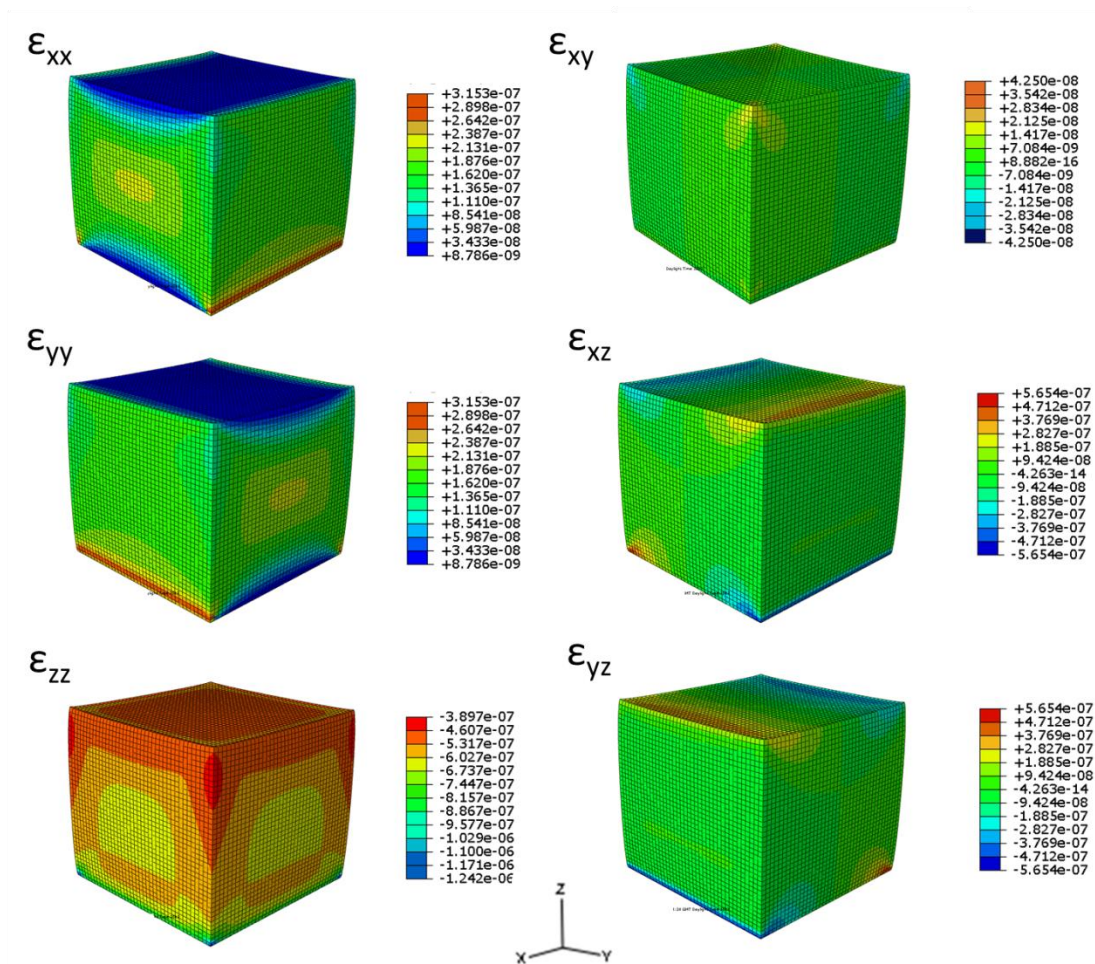 εxx
+3.153e-07
+2.898e-07
+2.642e-07
+2.387e-07
+2.131e-07
+1.876e-07
+1.620e-07
+1.365e-07
+1.110e-07
+8.541e-08
+5.987e-08
+3.433e-08
+8.786e-09
εxy
+4.250e-08
+3.542e-08
+2.834e-08
+2.125e-08
+1.417e-08
+7.084e-09
+8.882e-16
-7.084e-09
-1.417e-08
-2.125e-08
-2.834e-08
-3.542e-08
-4.250e-08
Daylight Time
εyy
+3.153e-07
+2.898e-07
+2.642e-07
+2.387e-07
+2.131e-07
+1.876e-07
+1.620e-07
+1.365e-07
+1.110e-07
+8.541e-08
+5.987e-08
+3.433e-08
+8.786e-09
εxz
+5.654e-07
+4.712e-07
+3.769e-07
+2.827e-07
+1.885e-07
+9.424e-08
-4.263e-14
-9.424e-08
-1.885e-07
-2.827e-07
-3.769e-07
-4.712e-07
-5.654e-07
εzz
-3.897e-07
-4.607e-07
-5.317e-07
-6.027e-07
-6.737e-07
-7.447e-07
-8.157e-07
-8.867e-07
-9.577e-07
-1.029e-06
-1.100e-06
-1.171e-06
-1.242e-06
εyz
+5.654e-07
+4.712e-07
+3.769e-07
+2.827e-07
+1.885e-07
+9.424e-08
-4.263e-14
-9.424e-08
-1.885e-07
-2.827e-07
-3.769e-07
-4.712e-07
-5.654e-07
Z
X
Y